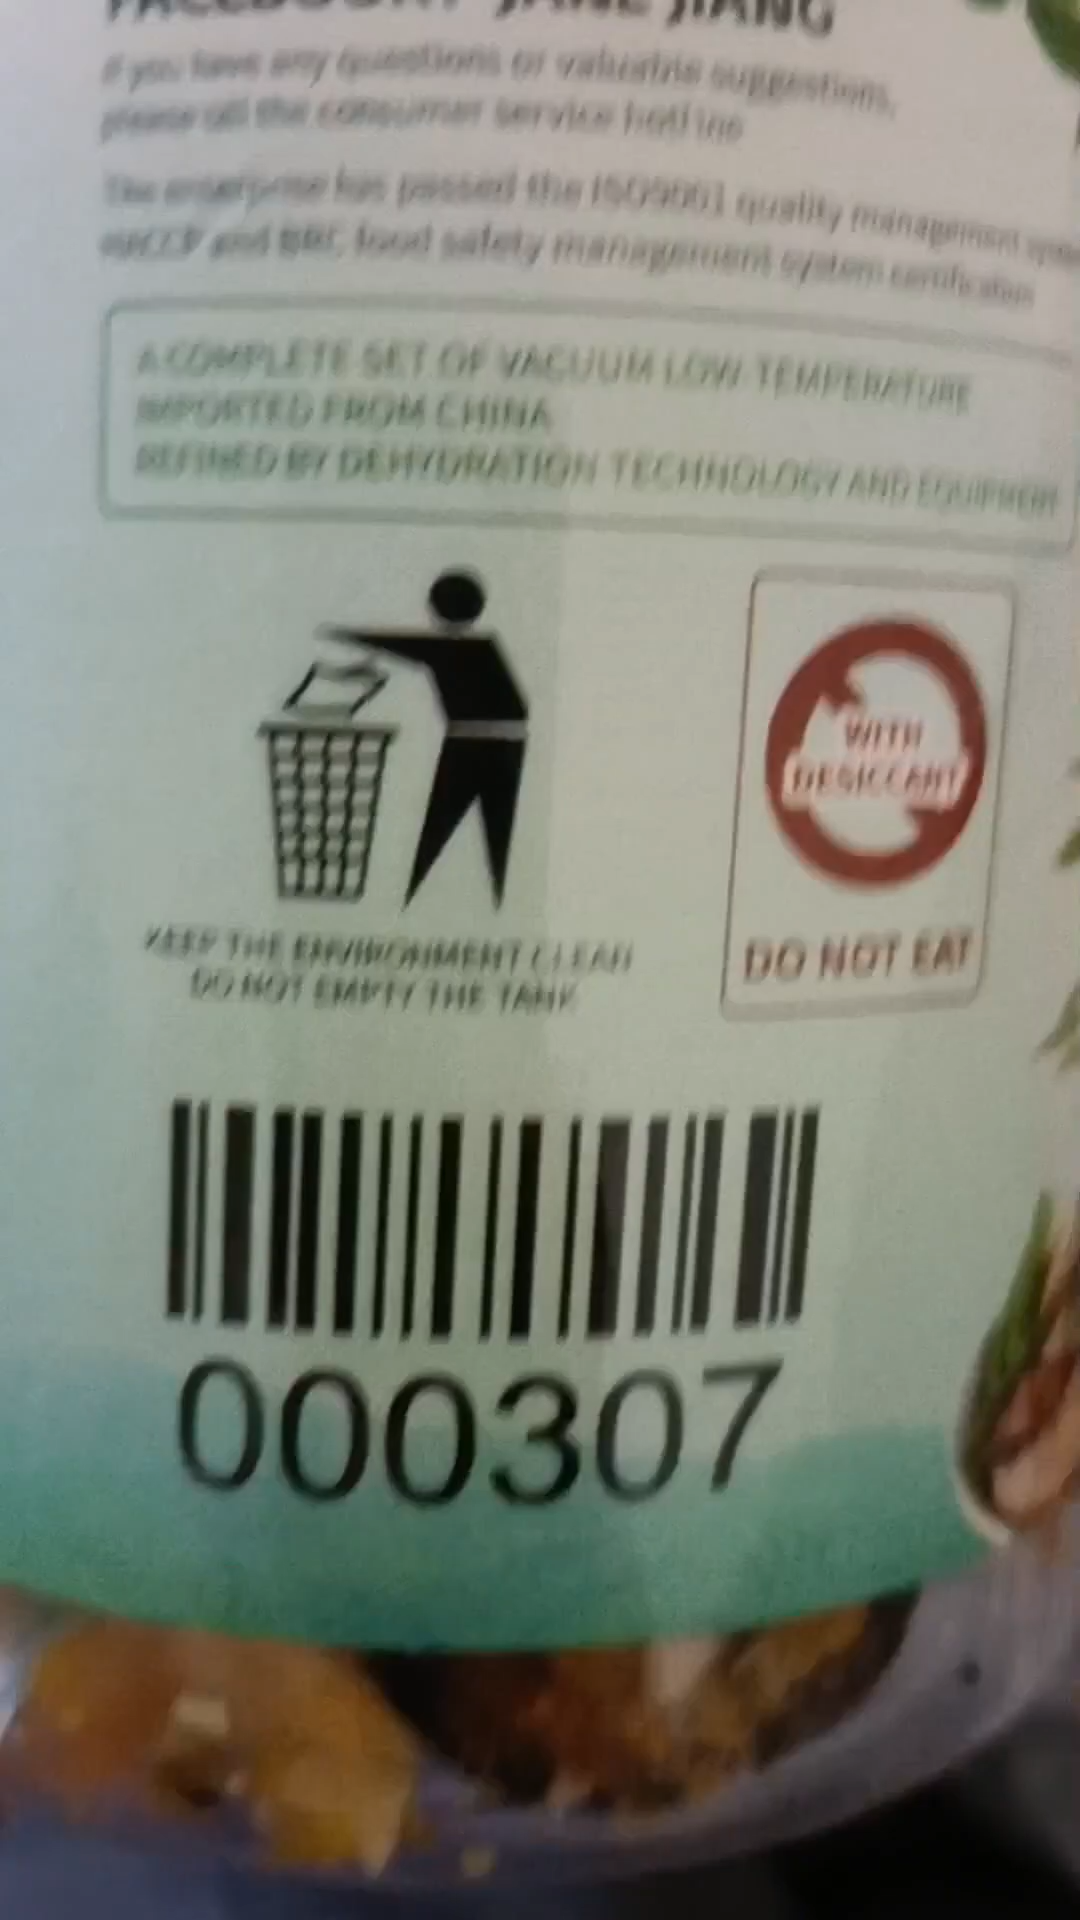 FACEBOOK: JANE JIANG
If you have any questions or valuable suggestions,
please call the consumer service hotline
The enterprise has passed the ISO9001 quality management
HACCP and BRC food safety management system certification
A COMPLETE SET OF VACUUM LOW-TEMPERATURE
IMPORTED FROM CHINA
REFINED BY DEHYDRATION TECHNOLOGY AND EQUIPMENT
WITH
DESICCANT
DO NOT EAT
KEEP THE ENVIRONMENT CLEAN
DO NOT EMPTY THE TANK
000307